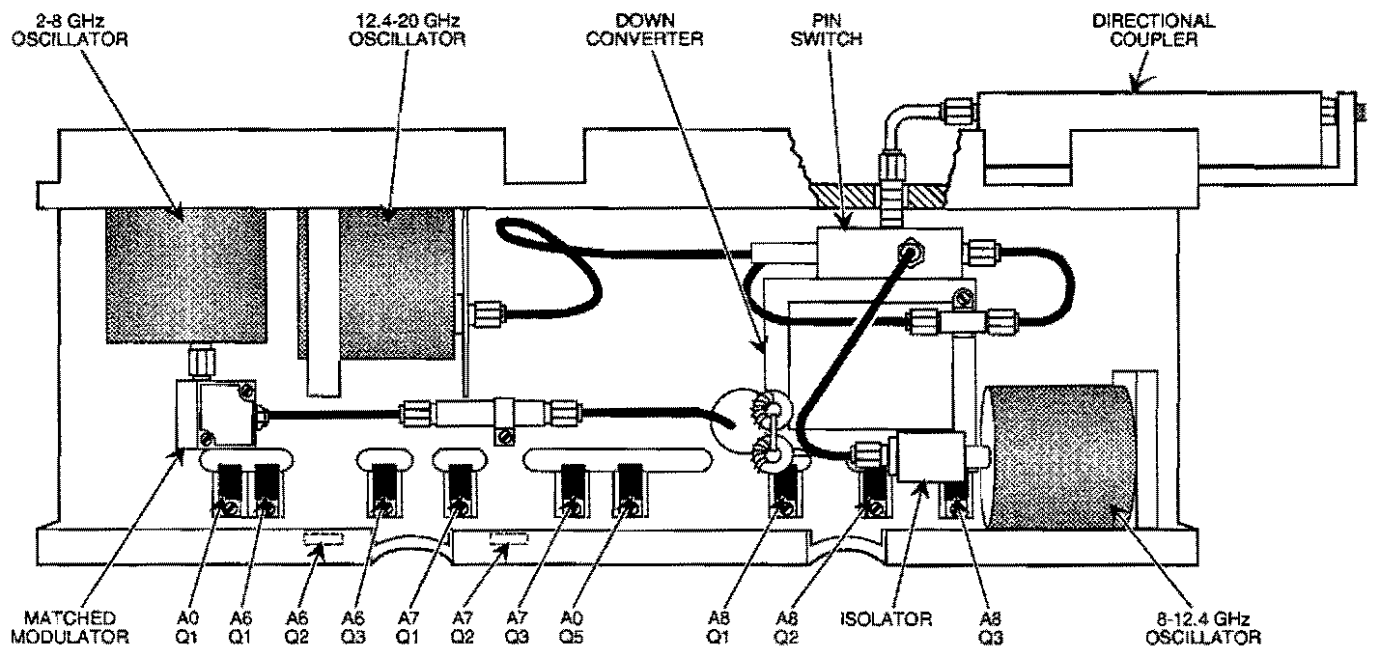 2-8 GHz
OSCILLATOR
12.4-20 GHz
OSCILLATOR
DOWN
CONVERTER
PIN
SWITCH
DIRECTIONAL
COUPLER
MATCHED
MODULATOR
A0
Q1
A6
Q1
A6
Q2
A6
Q3
A7
Q1
A7
Q2
A7
Q3
A0
Q5
A8
Q1
A8
Q2
ISOLATOR
A8
Q3
8-12.4 GHz
OSCILLATOR